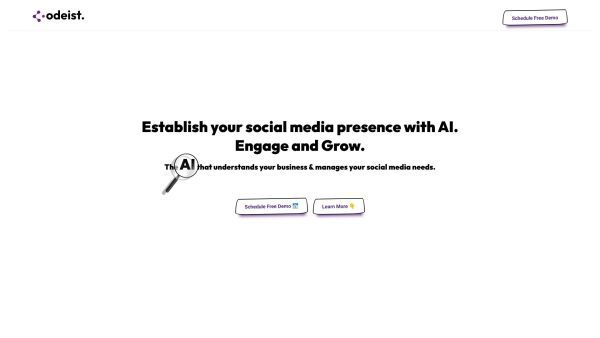 odeist.
Schedule Free Demo
Establish your social media presence with AI.
Engage and Grow.
The AI that understands your business & manages your social media needs.
Schedule Free Demo
Learn More